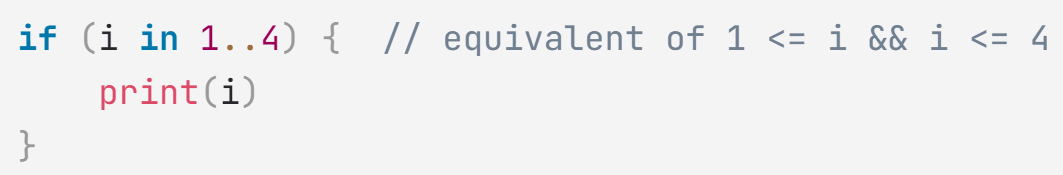 if (i in 1..4) {  // equivalent of 1 <= i && i <= 4
    print(i)
}